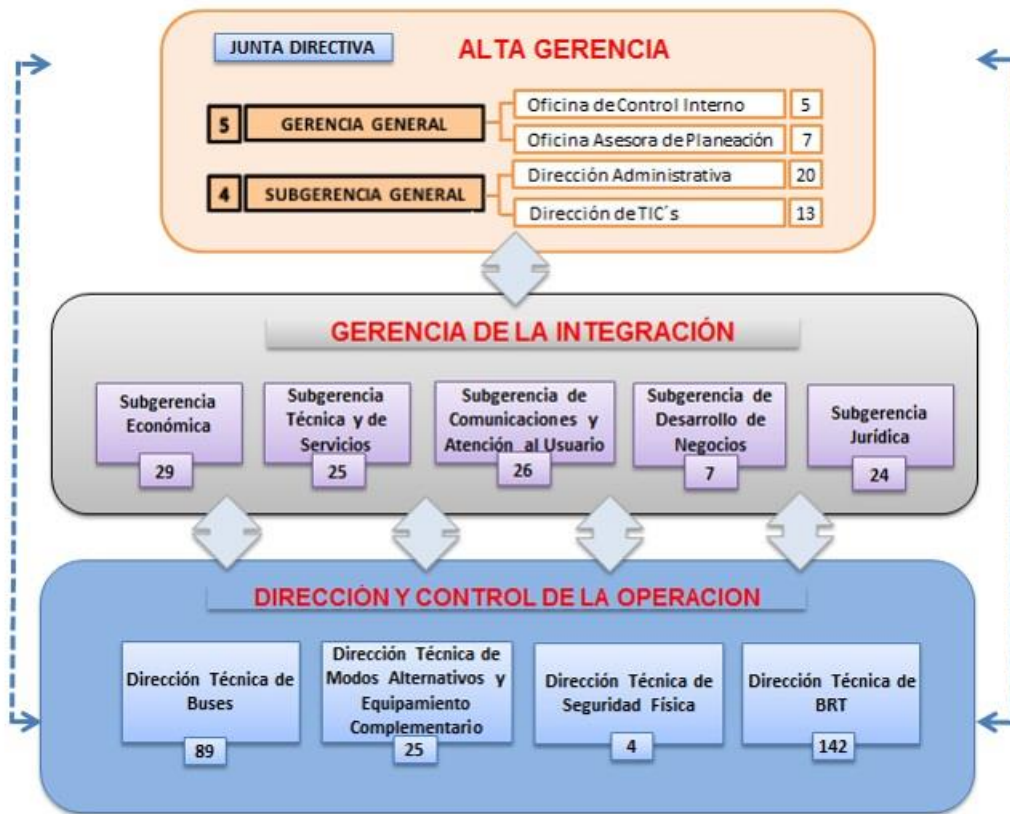 JUNTA DIRECTIVA
ALTA GERENCIA
5
GERENCIA GENERAL
Oficina de Control Interno
5
Oficina Asesora de Planeación
7
4
SUBGERENCIA GENERAL
Dirección Administrativa
20
Dirección de TIC´s
13
GERENCIA DE LA INTEGRACIÓN
Subgerencia
Económica
29
Subgerencia
Técnica y de
Servicios
25
Subgerencia de
Comunicaciones y
Atención al Usuario
26
Subgerencia de
Desarrollo de
Negocios
7
Subgerencia
Jurídica
24
DIRECCIÓN Y CONTROL DE LA OPERACION
Dirección Técnica de
Buses
89
Dirección Técnica de
Modos Alternativos y
Equipamiento
Complementario
25
Dirección Técnica de
Seguridad Física
4
Dirección Técnica de
BRT
142